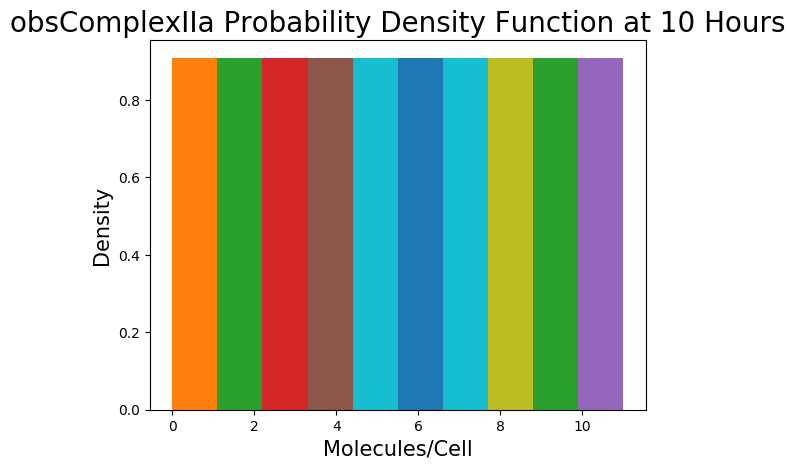 obsComplexIIa Probability Density Function at 10 Hours
0.8
0.6
0.4
0.2
0.0
Density
0 2 4 6 8 10
Molecules/Cell